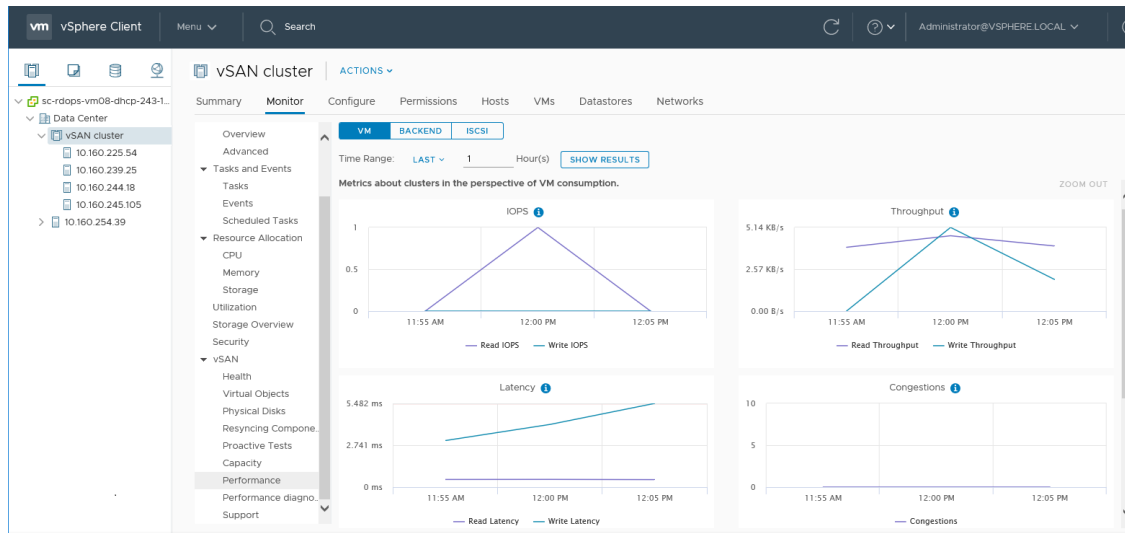 vm vSphere Client Menu Search Administrator@VSPHERE.LOCAL
sc-rdops-vm08-dhcp-243-1...
Data Center
vSAN cluster
10.160.225.54
10.160.239.25
10.160.244.18
10.160.245.105
10.160.254.39
vSAN cluster ACTIONS
Summary Monitor Configure Permissions Hosts VMs Datastores Networks
Overview
Advanced
Tasks and Events
Tasks
Events
Scheduled Tasks
Resource Allocation
CPU
Memory
Storage
Utilization
Storage Overview
Security
vSAN
Health
Virtual Objects
Physical Disks
Resyncing Compone..
Proactive Tests
Capacity
Performance
Performance diagno..
Support
VM BACKEND ISCSI
Time Range: LAST 1 Hour(s) SHOW RESULTS
Metrics about clusters in the perspective of VM consumption. ZOOM OUT
IOPS
1
0.5
0
11:55 AM 12:00 PM 12:05 PM
Read IOPS Write IOPS
Throughput
5.14 KB/s
2.57 KB/s
0.00 B/s
11:55 AM 12:00 PM 12:05 PM
Read Throughput Write Throughput
Latency
5.482 ms
2.741 ms
0 ms
11:55 AM 12:00 PM 12:05 PM
Read Latency Write Latency
Congestions
10
5
0
11:55 AM 12:00 PM 12:05 PM
Congestions